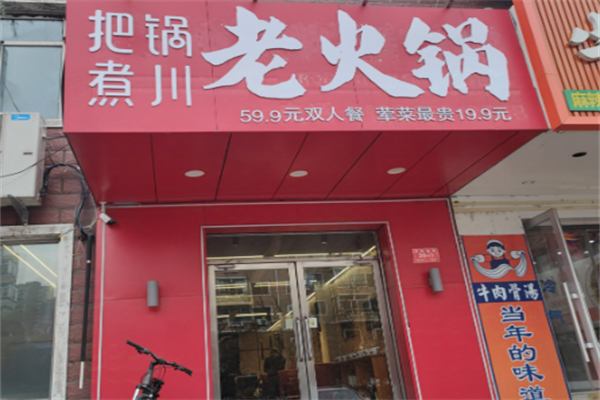 把锅
煮川
老火锅
59.9元双人餐 荤菜最贵19.9元
牛肉骨汤
当年的味道